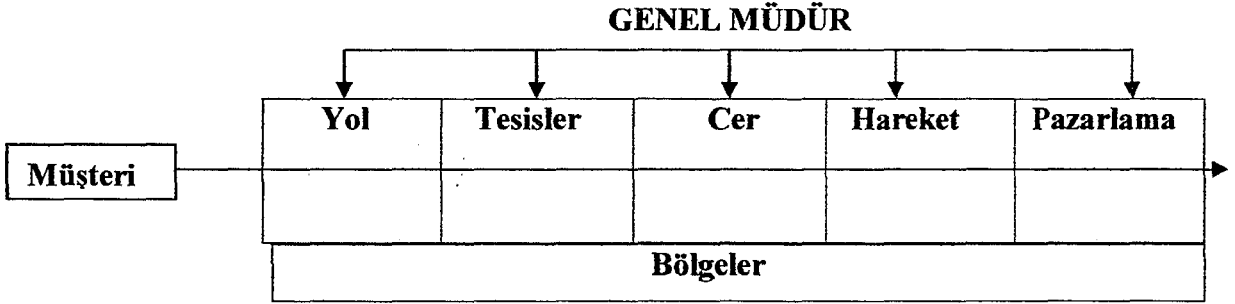 GENEL MÜDÜR
Yol Tesisler Cer Hareket Pazarlama
Müşteri
Bölgeler